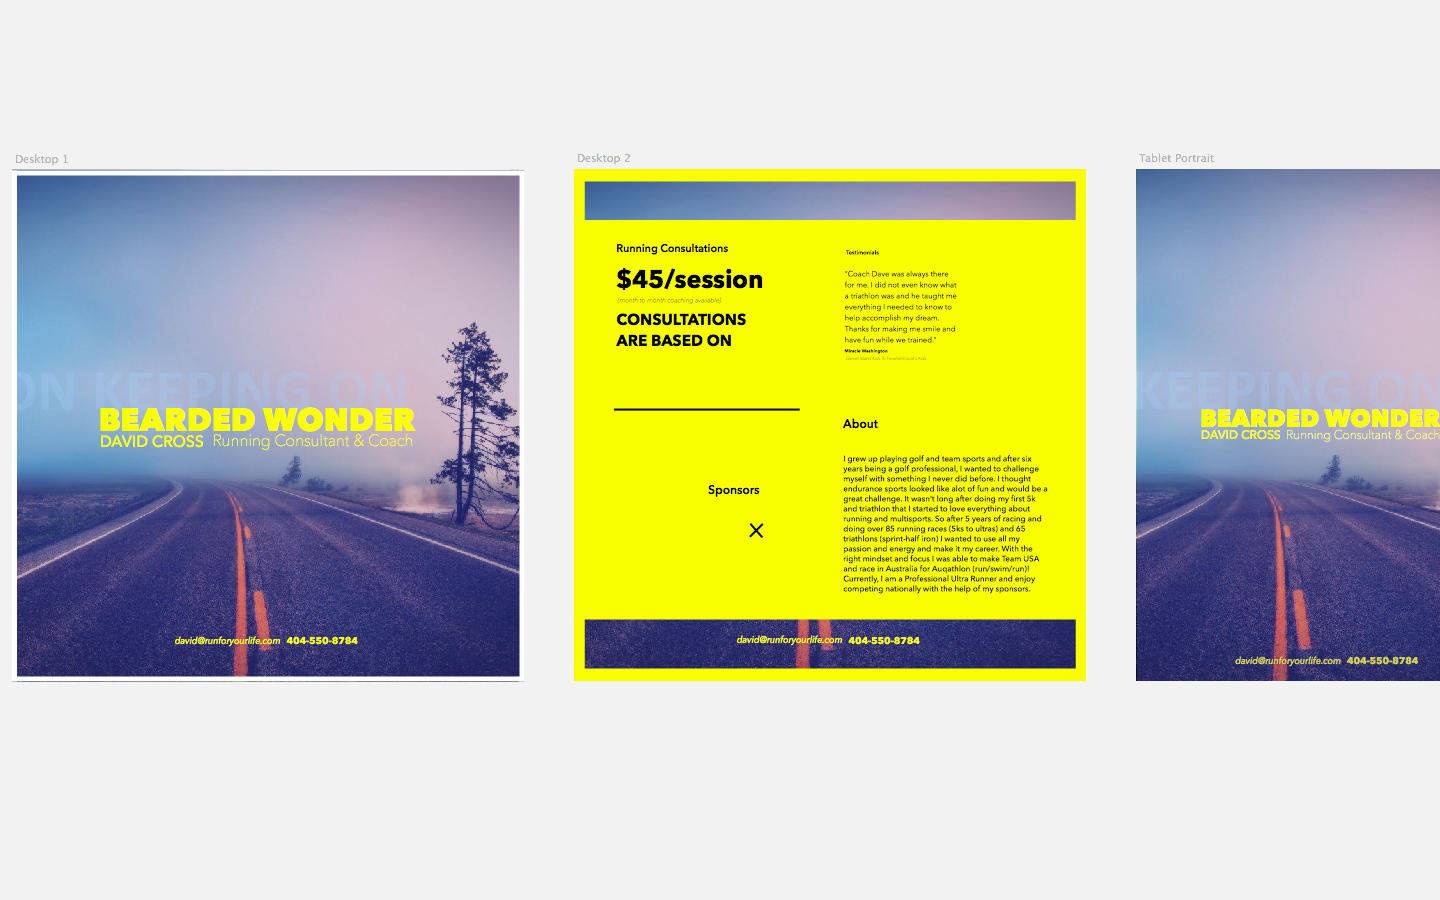 Desktop 1
ON KEEPING ON
BEARDED WONDER
DAVID CROSS Running Consultant & Coach
david@runforyourlife.com 404-550-8784
Desktop 2
Running Consultations
$45/session
(month to month coaching available)
CONSULTATIONS
ARE BASED ON
Sponsors
Testimonials
"Coach Dave was always there
for me. I did not even know what
a triathlon was and he taught me
everything I needed to know to
help accomplish my dream.
Thanks for making me smile and
have fun while we trained."
Miracle Washington
About
I grew up playing golf and team sports and after six
years being a golf professional, I wanted to challenge
myself with something I never did before. I thought
endurance sports looked like alot of fun and would be a
great challenge. It wasn't long after doing my first 5k
and triathlon that I started to love everything about
running and multisports. So after 5 years of racing and
doing over 85 running races (5ks to ultras) and 65
triathlons (sprint-half iron) I wanted to use all my
passion and energy and make it my career. With the
right mindset and focus I was able to make Team USA
and race in Australia for Auqathlon (run/swim/run)!
Currently, I am a Professional Ultra Runner and enjoy
competing nationally with the help of my sponsors.
david@runforyourlife.com 404-550-8784
Tablet Portrait
KEEPING ON
BEARDED WONDER
DAVID CROSS Running Consultant & Coach
david@runforyourlife.com 404-550-8784